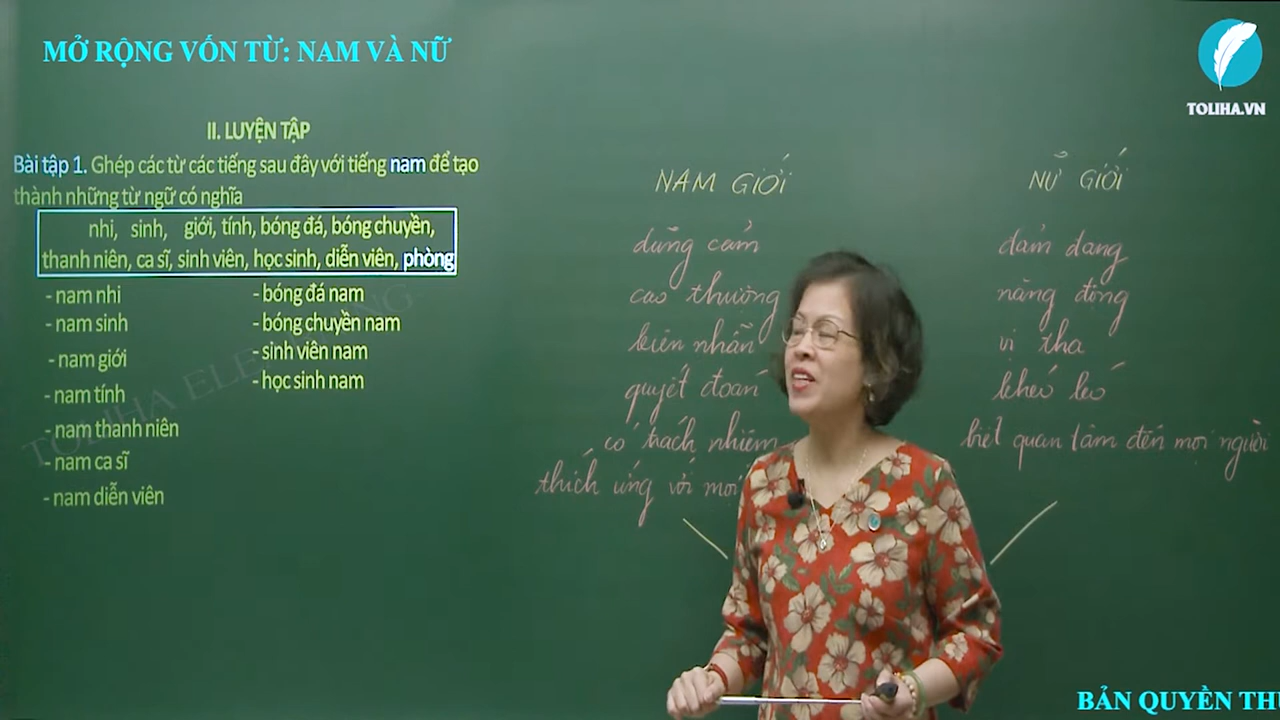 MỞ RỘNG VỐN TỪ: NAM VÀ NỮ
TOLIHA.VN
II. LUYỆN TẬP
Bài tập 1. Ghép các từ các tiếng sau đây với tiếng nam để tạo
thành những từ ngữ có nghĩa
nhi, sinh, giới, tính, bóng đá, bóng chuyền,
thanh niên, ca sĩ, sinh viên, học sinh, diễn viên, phòng
- nam nhi
- nam sinh
- nam giới
- nam tính
- nam thanh niên
- nam ca sĩ
- nam diễn viên
- bóng đá nam
- bóng chuyền nam
- sinh viên nam
- học sinh nam
NAM GIỚI
dũng cảm
cao thượng
kiên nhẫn
quyết đoán
có trách nhiệm
thích ứng với mọi
NỮ GIỚI
đảm đang
năng động
vị tha
khéo léo
biết quan tâm đến mọi người
BẢN QUYỀN